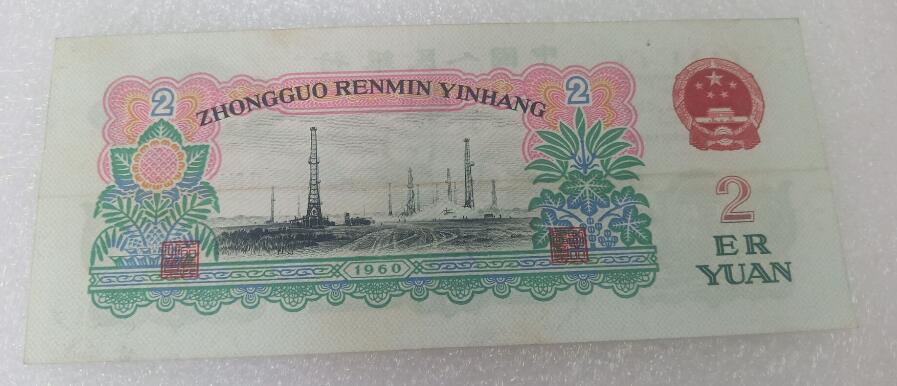 2
ZHONGGUO RENMIN YINHANG
2
2
ER
YUAN
1960